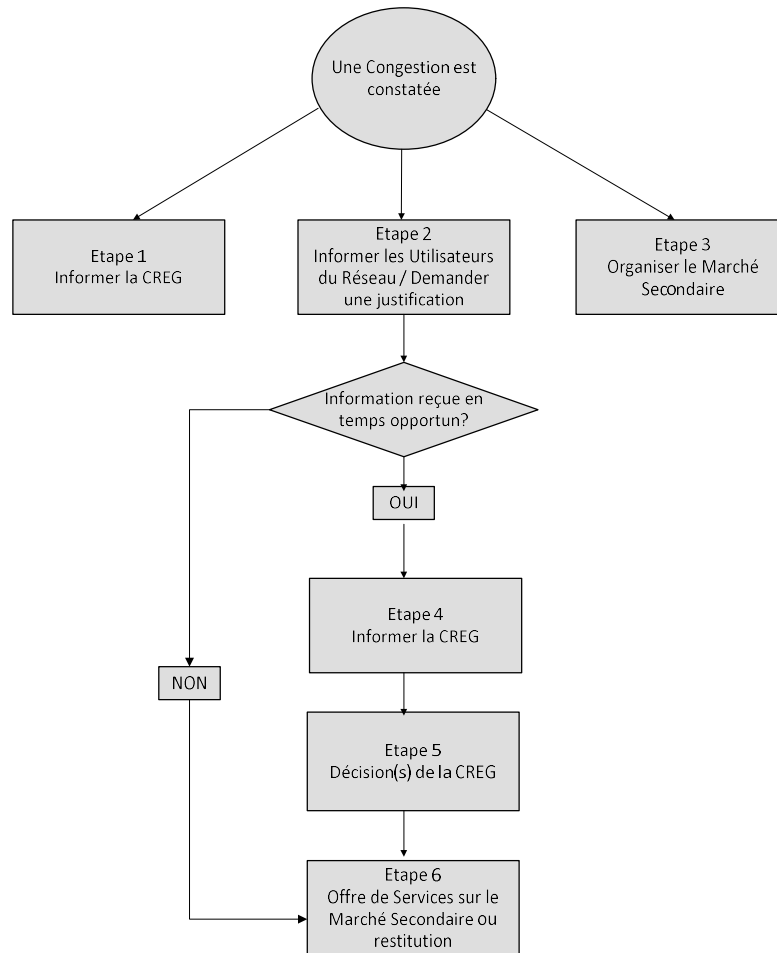 Une Congestion est
constatée
Etape 1
Informer la CREG
Etape 2
Informer les Utilisateurs
du Réseau / Demander
une justification
Etape 3
Organiser le Marché
Secondaire
Information reçue en
temps opportun?
OUI
Etape 4
Informer la CREG
NON
Etape 5
Décision(s) de la CREG
Etape 6
Offre de Services sur le
Marché Secondaire ou
restitution